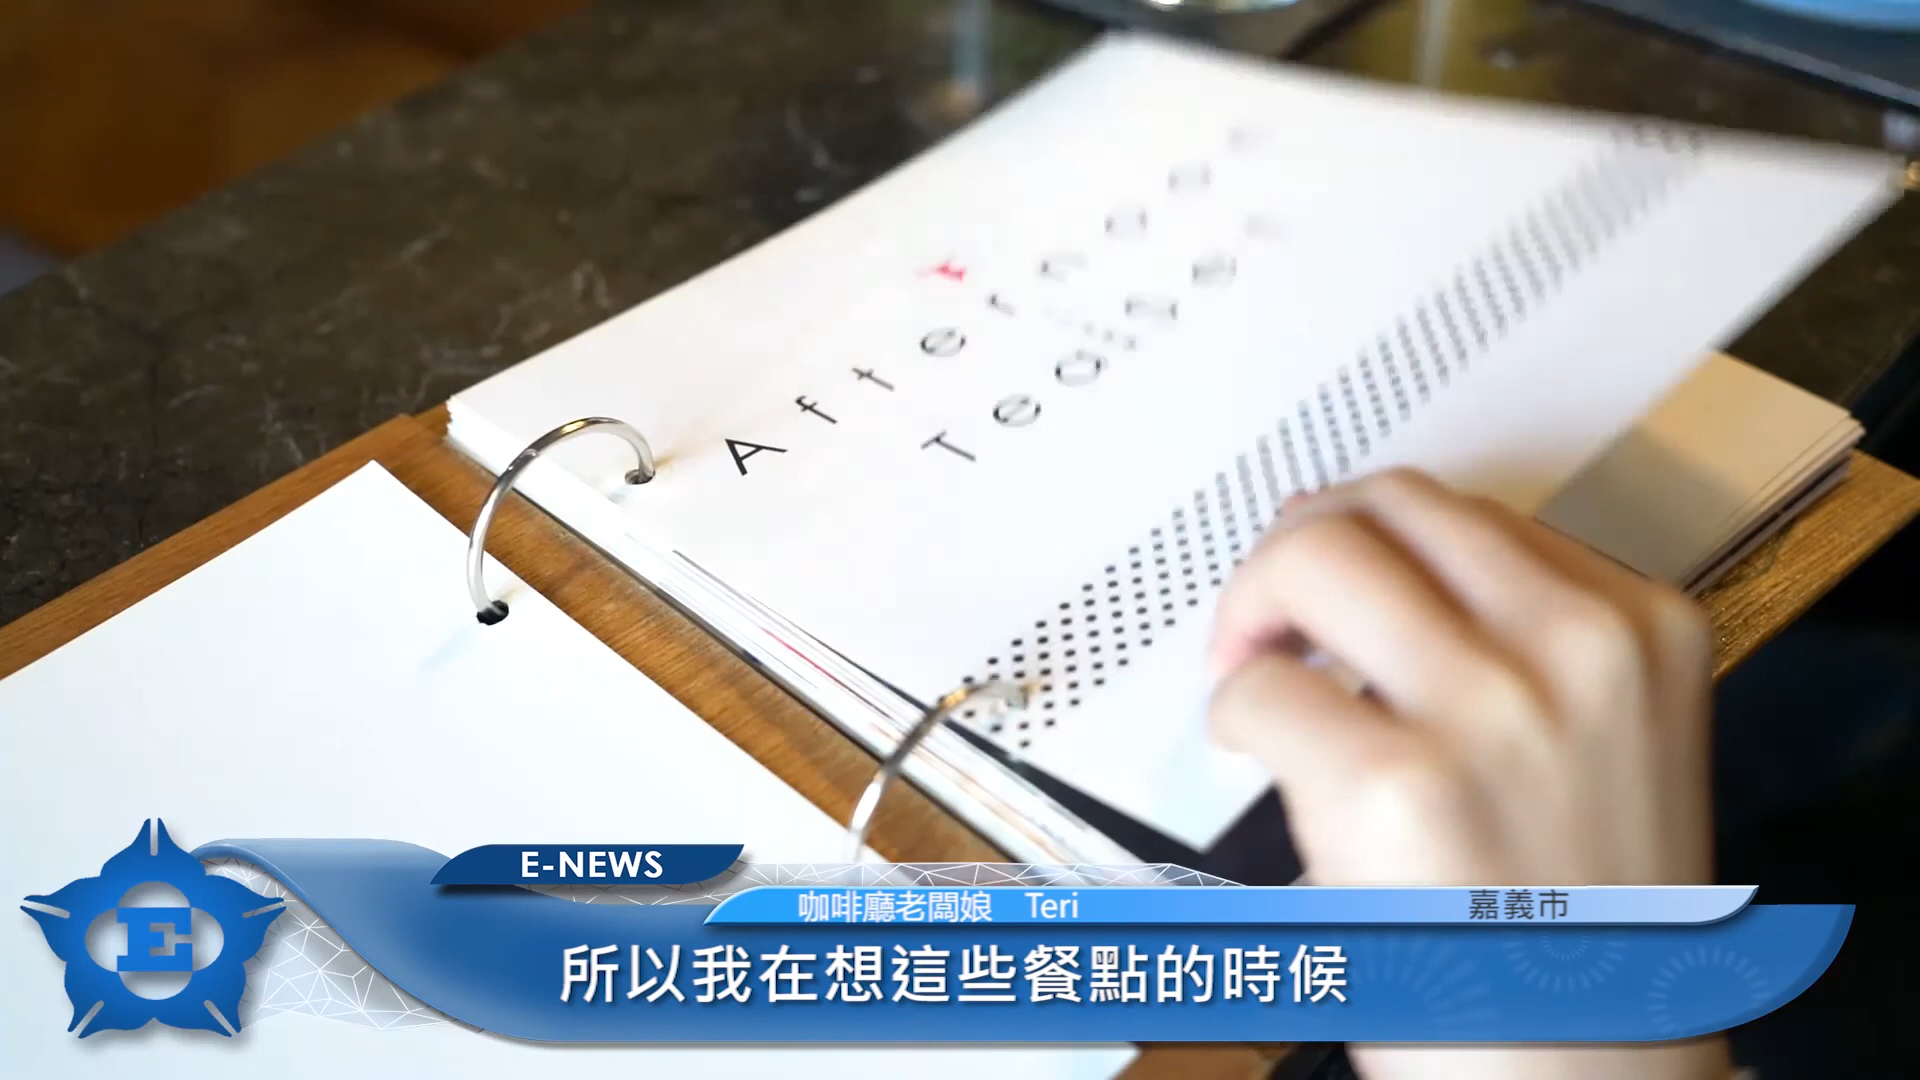 Afternoon
Tea
E
E-NEWS
咖啡廳老闆娘 Teri
嘉義市
所以我在想這些餐點的時候